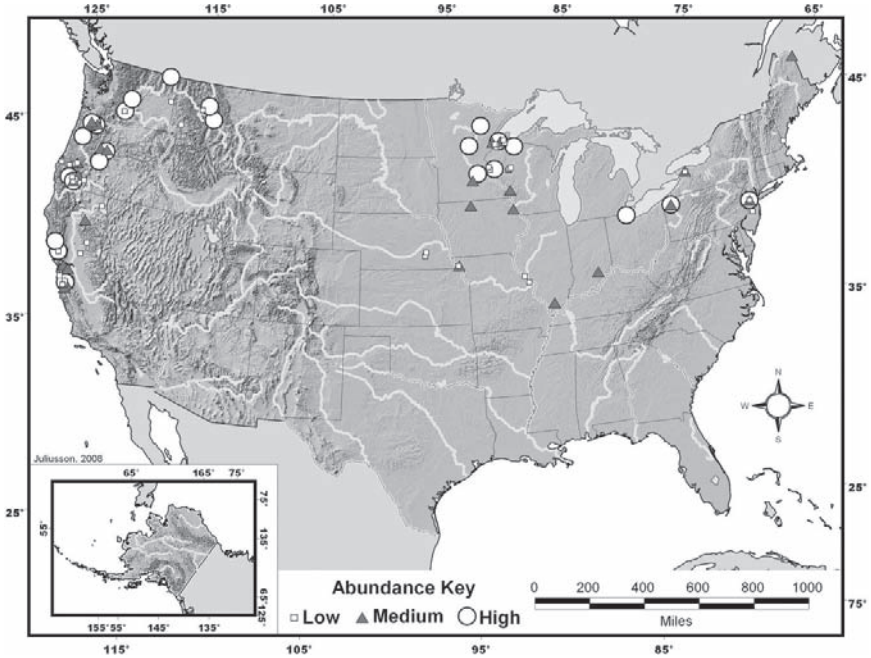 125° 115° 105° 95° 85° 75° 65°
45° 45°
35° 35°
25° 25°
75°
N
W E
S
Juliusson. 2008
65° 165° 75°
55°
75°
135°
65°
125°
155° 55° 145° 135°
Abundance Key
Low Medium High
0 200 400 600 800 1000
Miles
115° 105° 95° 85°